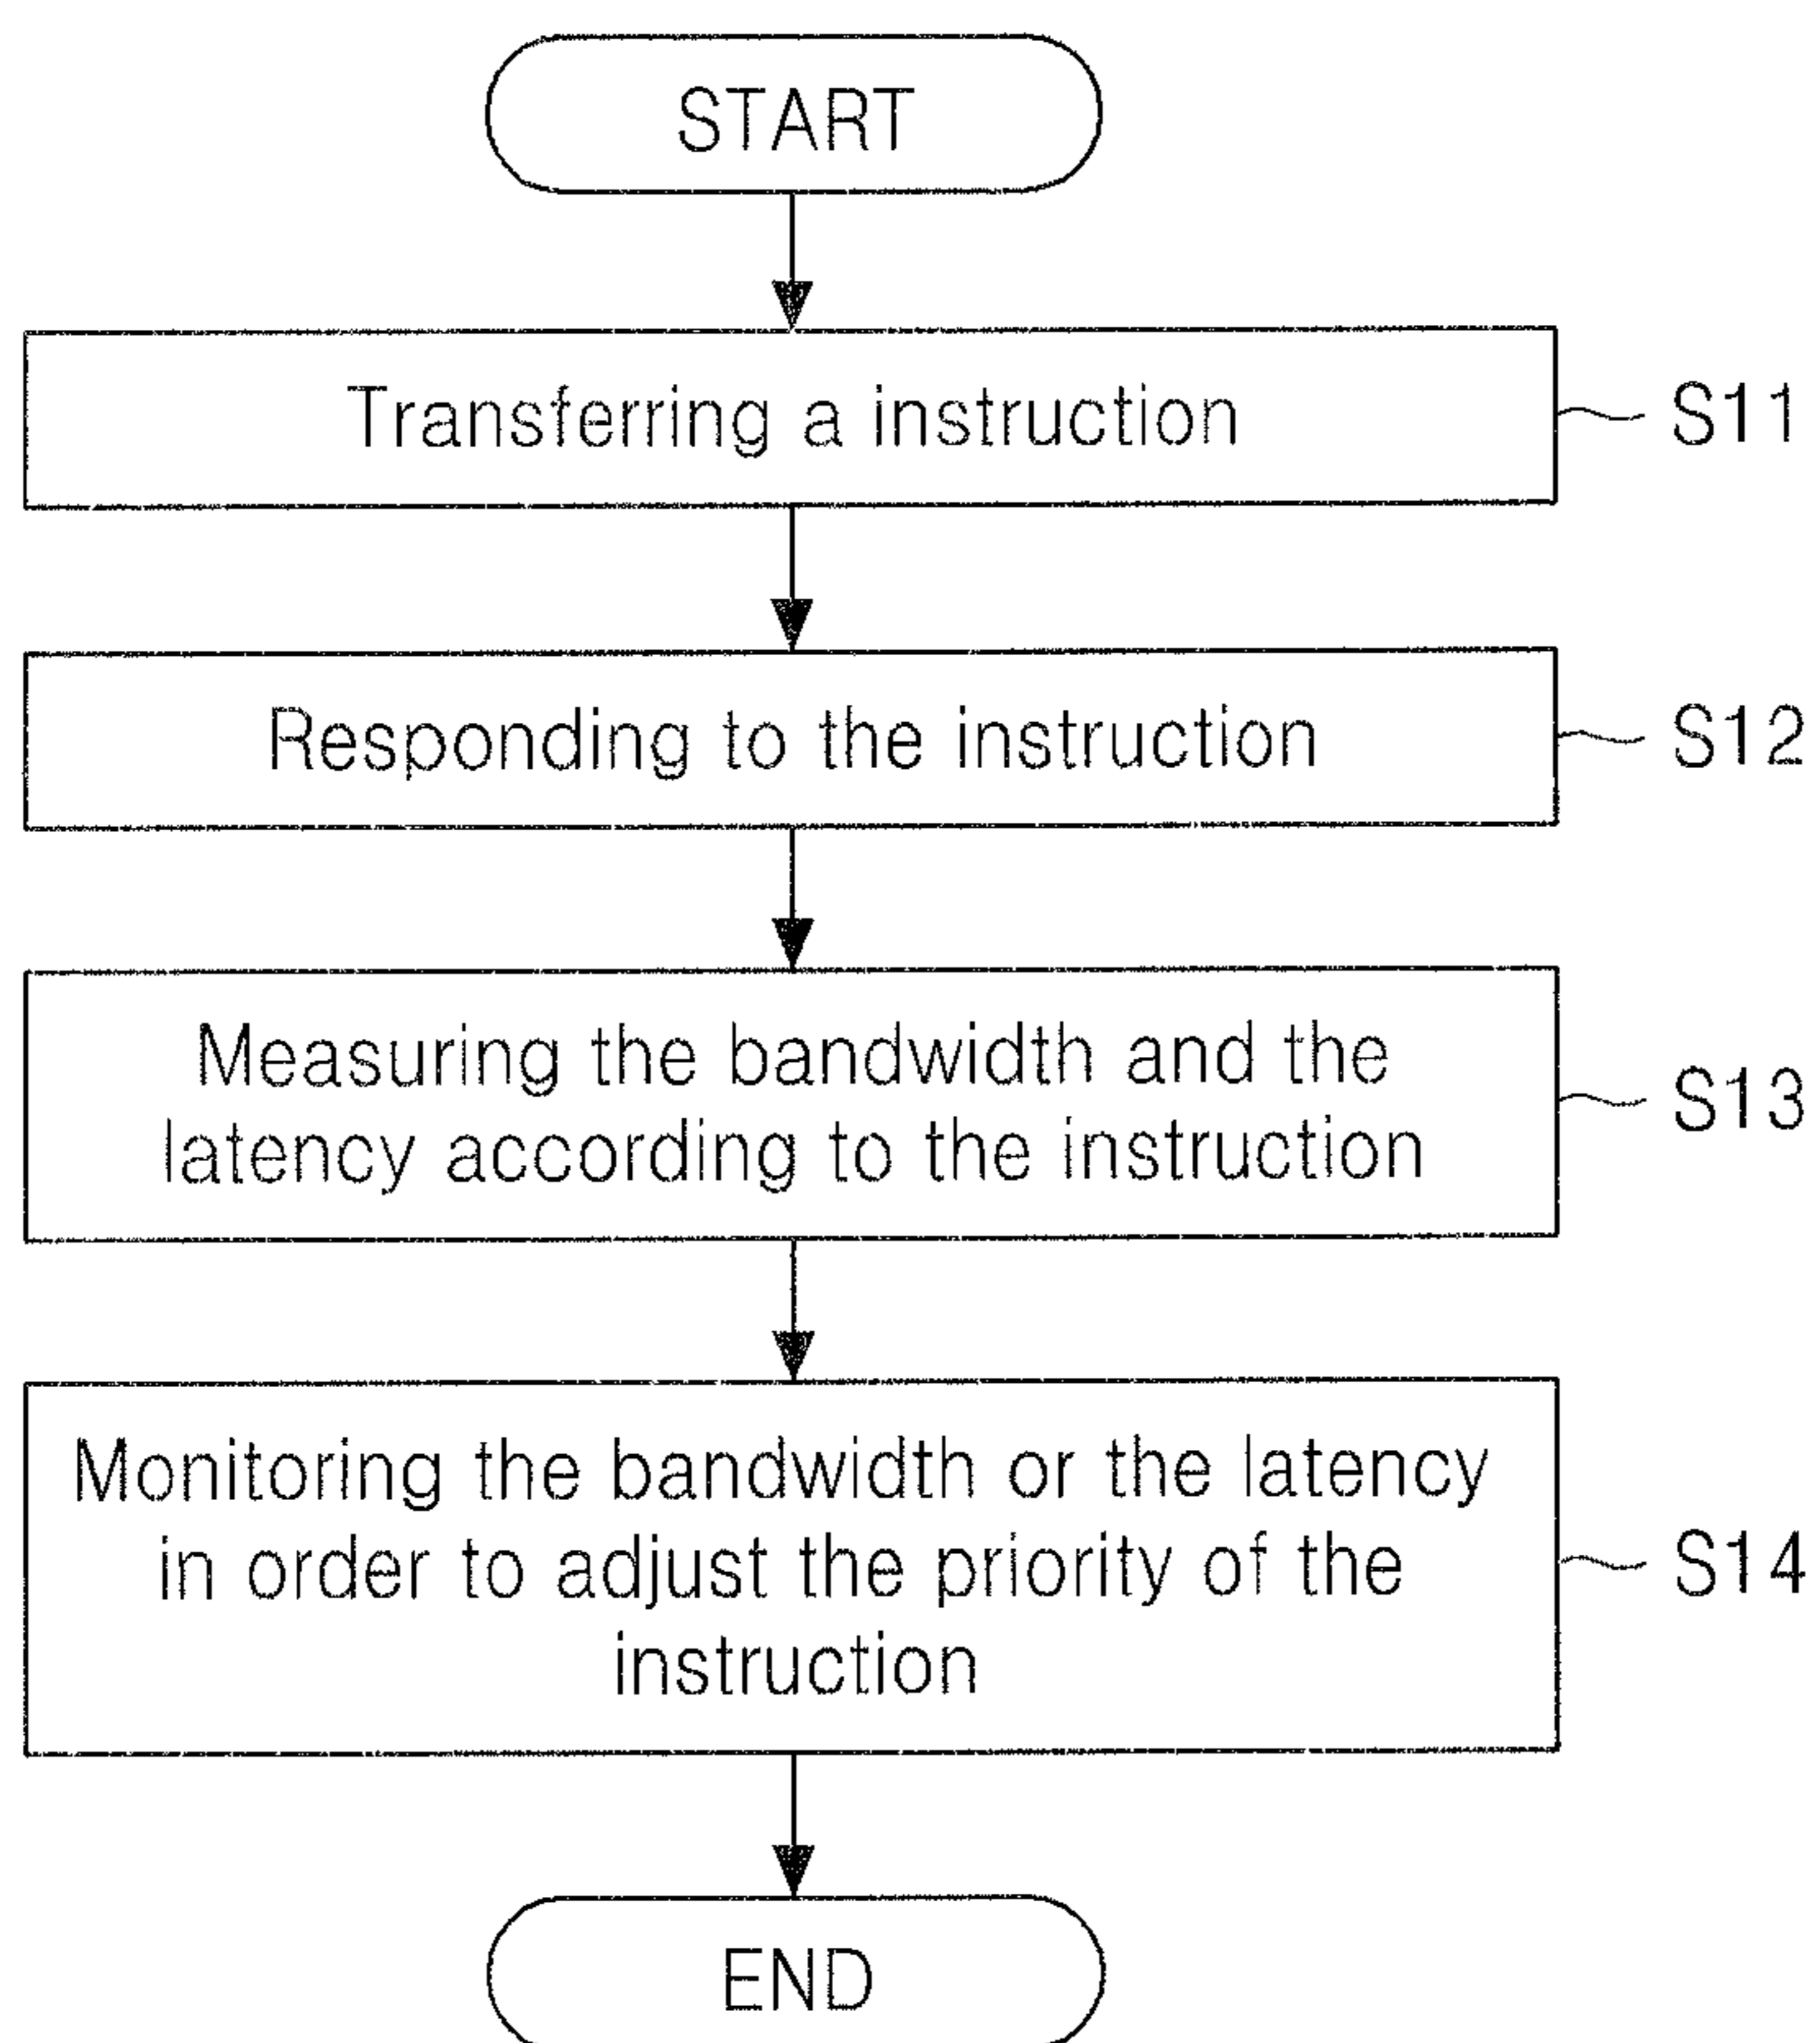 START
Transferring a instruction
S11
Responding to the instruction
S12
Measuring the bandwidth and the
latency according to the instruction
S13
Monitoring the bandwidth or the latency
in order to adjust the priority of the
instruction
S14
END